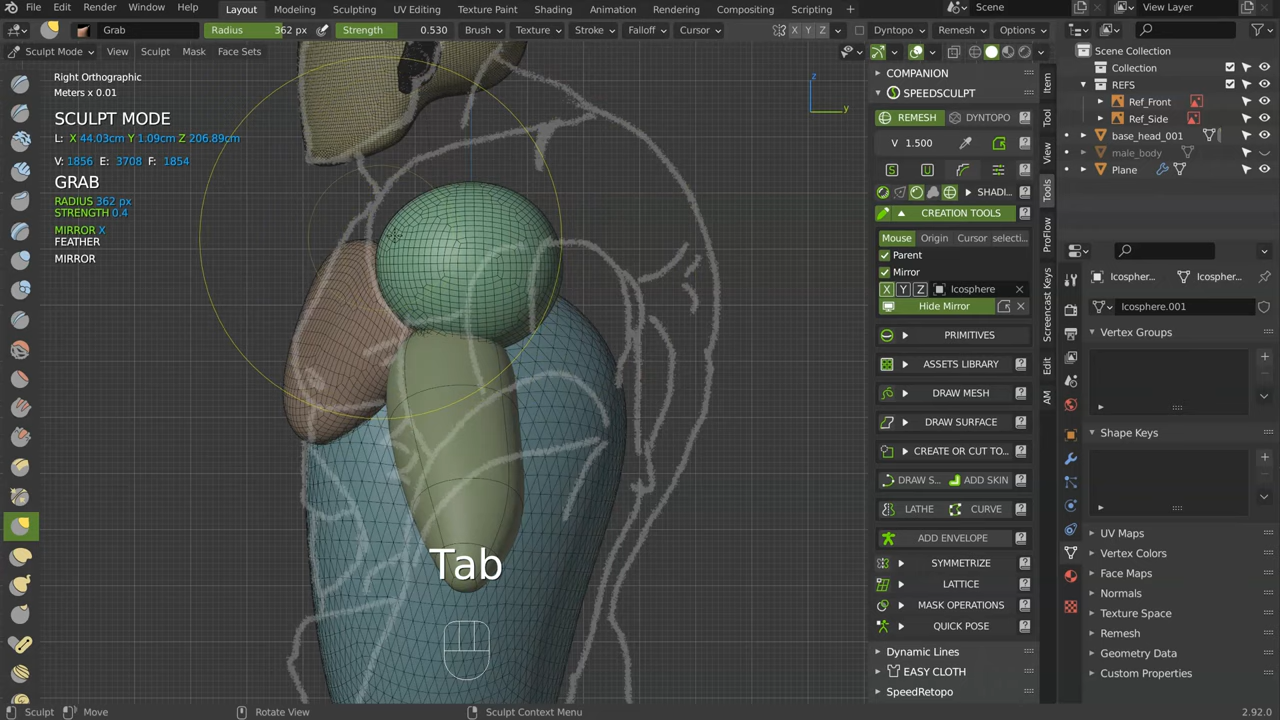 File Edit Render Window Help Layout Modeling Sculpting UV Editing Texture Paint Shading Animation Rendering Compositing Scripting + Scene View Layer
Grab Radius 362 px Strength 0.530 Brush Texture Stroke Falloff Cursor X Y Z Dyntopo Remesh Options
Sculpt Mode View Sculpt Mask Face Sets
Right Orthographic
Meters x 0.01
SCULPT MODE
L: X 44.03cm Y 1.09cm Z 206.89cm
V: 1856 E: 3708 F: 1854
GRAB
RADIUS 362 px
STRENGTH 0.4
MIRROR X
FEATHER
MIRROR
z
y
Tab
COMPANION
SPEEDSCULPT
REMESH DYNTOPO
V 1.500
SHADI...
CREATION TOOLS
Mouse Origin Cursor selecti...
Parent
Mirror
X Y Z Icosphere
Hide Mirror
PRIMITIVES
ASSETS LIBRARY
DRAW MESH
DRAW SURFACE
CREATE OR CUT TO...
DRAW S... ADD SKIN
LATHE CURVE
ADD ENVELOPE
SYMMETRIZE
LATTICE
MASK OPERATIONS
QUICK POSE
Dynamic Lines
EASY CLOTH
SpeedRetopo
Item
Tool
View
Tools
ProFlow
Screencast Keys
Edit
AM
Scene Collection
Collection
REFS
Ref_Front
Ref_Side
base_head_001
male_body
Plane
Icospher... Icospher...
Icosphere.001
Vertex Groups
Shape Keys
UV Maps
Vertex Colors
Face Maps
Normals
Texture Space
Remesh
Geometry Data
Custom Properties
Sculpt Move Rotate View Sculpt Context Menu 2.92.0